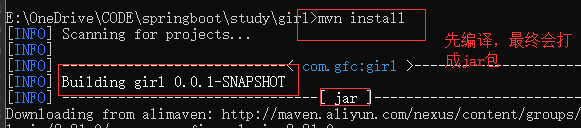 E:\OneDrive\CODE\springboot\study\girl>mvn install
[INFO] Scanning for projects...
[INFO]
[INFO] ----------------------< com.gfc:girl >----------------------
[INFO] Building girl 0.0.1-SNAPSHOT
[INFO] --------------------------------[ jar ]---------------------------------
先编译，最终会打
成jar包
Downloading from alimaven: http://maven.aliyun.com/nexus/content/groups/